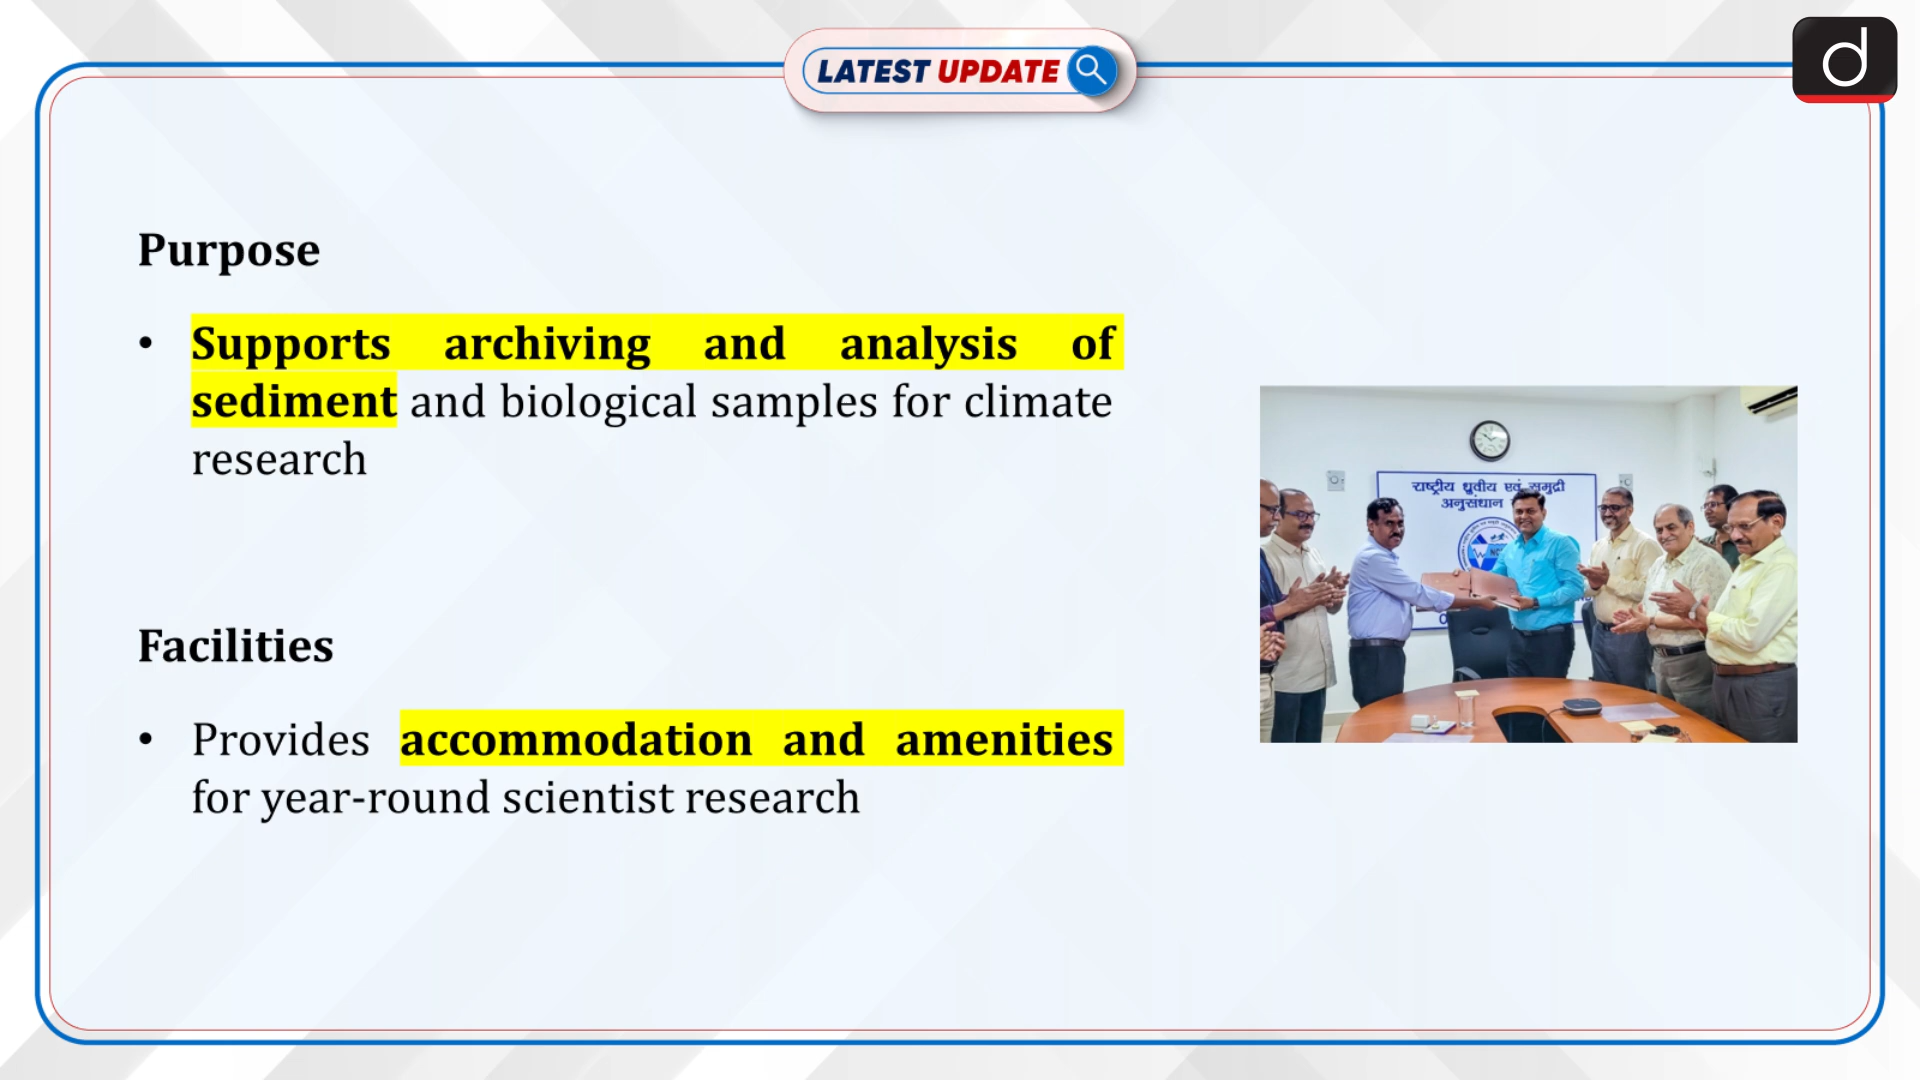 LATEST UPDATE
d
Purpose
• Supports archiving and analysis of
sediment and biological samples for climate
research
Facilities
• Provides accommodation and amenities
for year-round scientist research
राष्ट्रीय ध्रुवीय एवं समुद्री
अनुसंधान